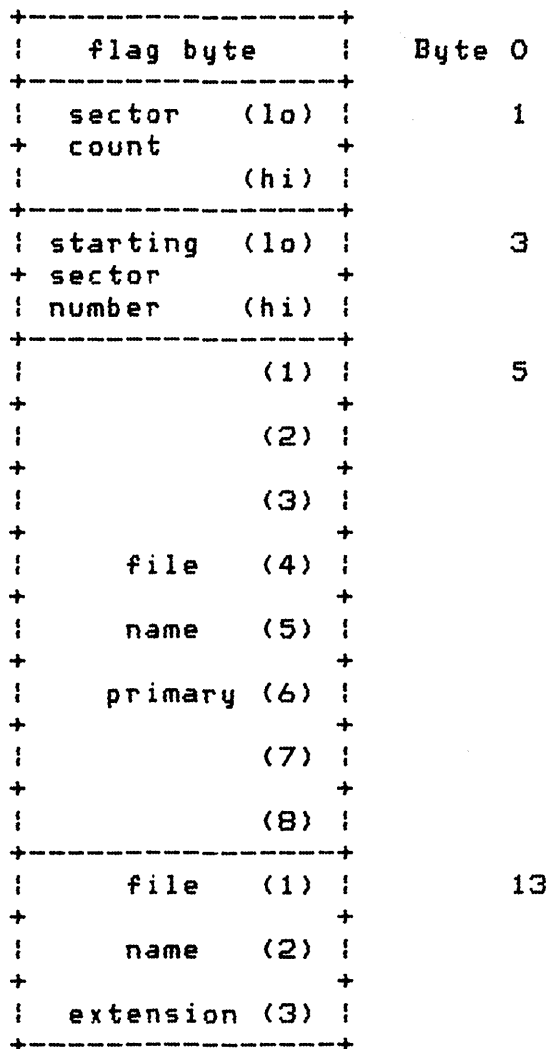 +-----------------+
¦ flag byte ¦ Byte 0
+-----------------+
¦ sector (lo) ¦ 1
+ count +
¦ (hi) ¦
+-----------------+
¦ starting (lo) ¦ 3
+ sector +
¦ number (hi) ¦
+-----------------+
¦ (1) ¦ 5
+ +
¦ (2) ¦
+ +
¦ (3) ¦
+ +
¦ file (4) ¦
+ +
¦ name (5) ¦
+ +
¦ primary (6) ¦
+ +
¦ (7) ¦
+ +
¦ (8) ¦
+-----------------+
¦ file (1) ¦ 13
+ +
¦ name (2) ¦
+ +
¦ extension (3) ¦
+-----------------+